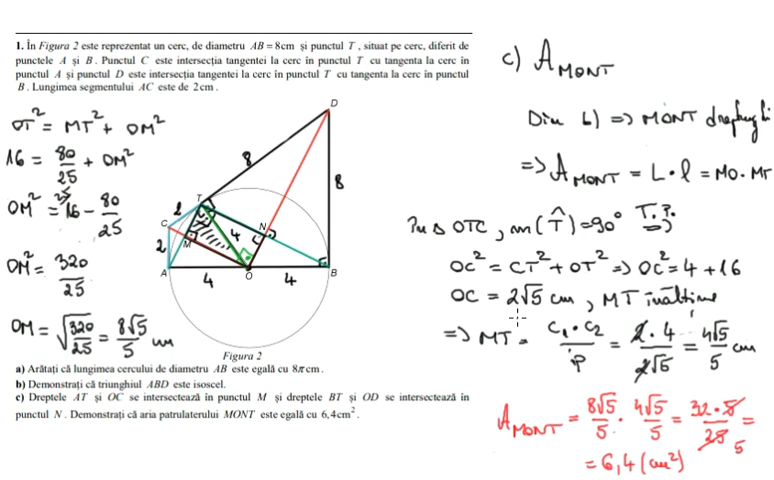 1. În Figura 2 este reprezentat un cerc, de diametru AB = 8cm și punctul T, situat pe cerc, diferit de
punctele A și B. Punctul C este intersecția tangentei la cerc în punctul T cu tangenta la cerc în
punctul A și punctul D este intersecția tangentei la cerc în punctul T cu tangenta la cerc în punctul
B. Lungimea segmentului AC este de 2cm.
OT² = MT² + OM²
16 = 80/25 + OM²
OM² = 16 - 80/25
25
OM² = 320/25
OM = √320/25 = 8√5/5 cm
D
8
8
T
2
C
2
M
4
N
A
4
O
4
B
Figura 2
a) Arătați că lungimea cercului de diametru AB este egală cu 8πcm.
b) Demonstrați că triunghiul ABD este isoscel.
c) Dreptele AT și OC se intersectează în punctul M și dreptele BT și OD se intersectează în
punctul N. Demonstrați că aria patrulaterului MONT este egală cu 6,4cm².
c) A MONT
Din b) => MONT dreptunghi
=> A MONT = L · l = MO · MT
În Δ OTC, m(T̂) = 90° T.P. =>
OC² = CT² + OT² => OC² = 4 + 16
OC = 2√5 cm, MT înălțime
=> MT = c₁ · c₂/ip = 2 · 4/2√5 = 4√5/5 cm
A MONT = 8√5/5 · 4√5/5 = 32 · 5/25 =
5
= 6,4 (cm²)